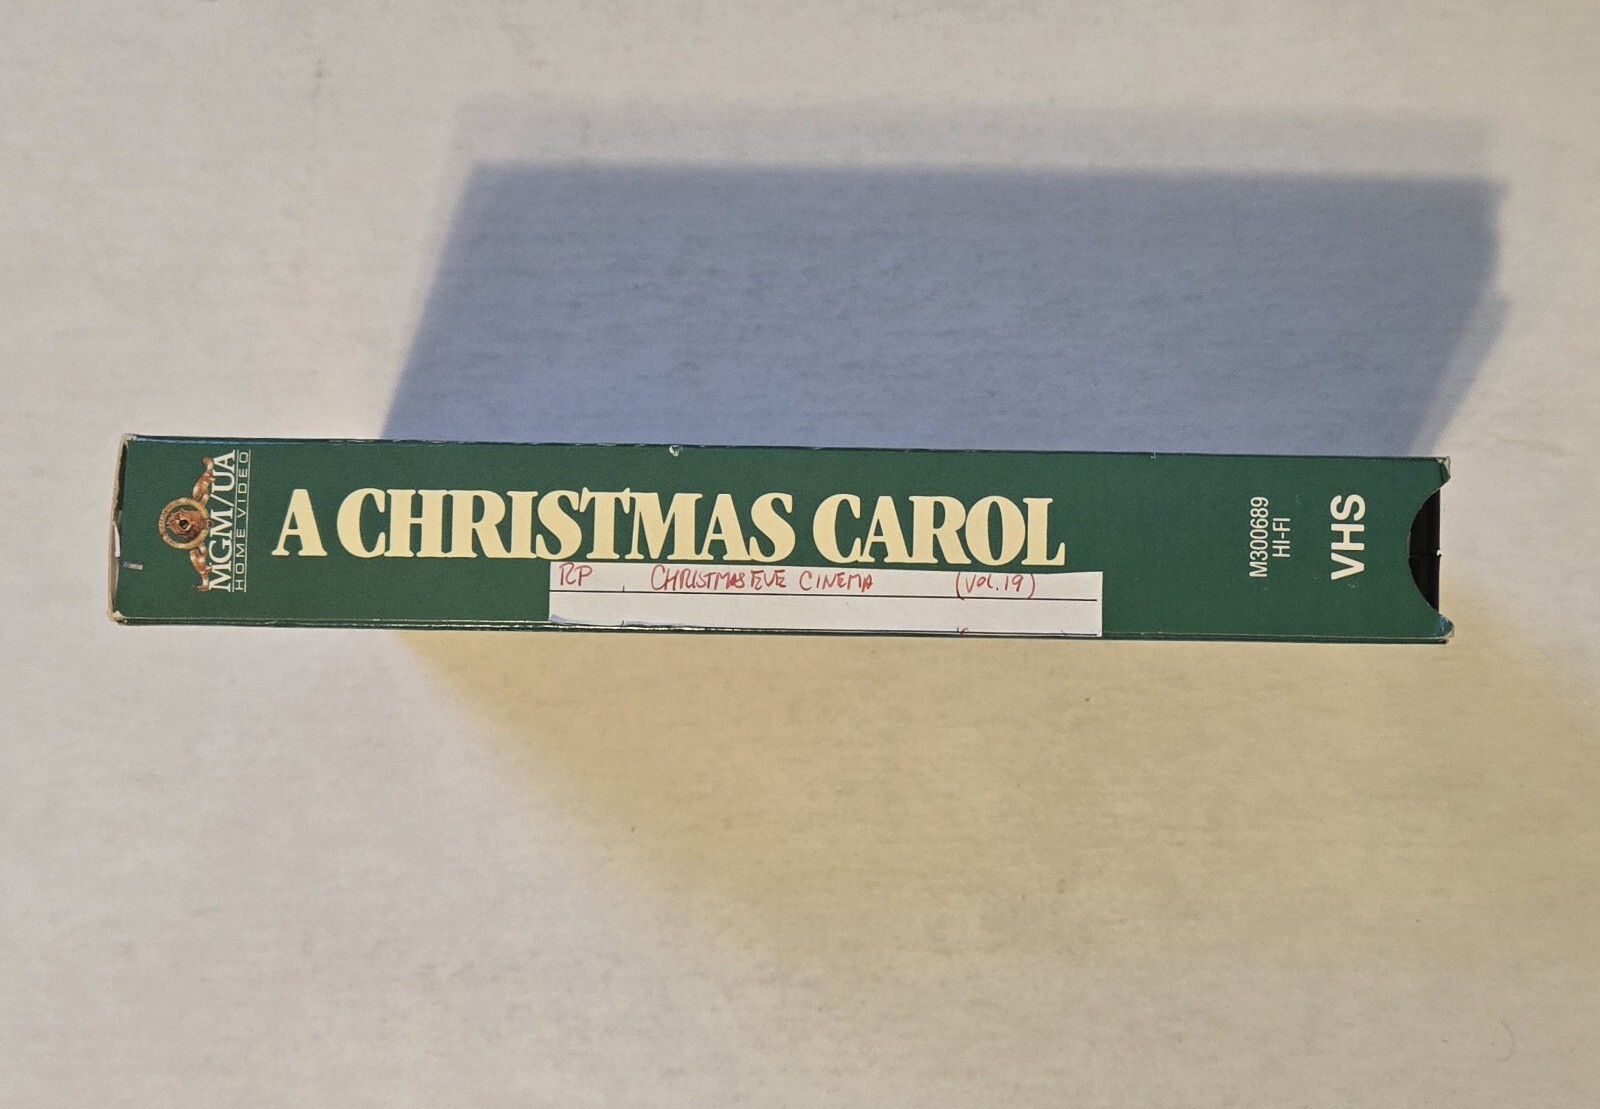 MGM/UA
HOME VIDEO
A CHRISTMAS CAROL
RP CHRISTMAS EVE CINEMA (VOL.19)
M300689
HI-FI
VHS